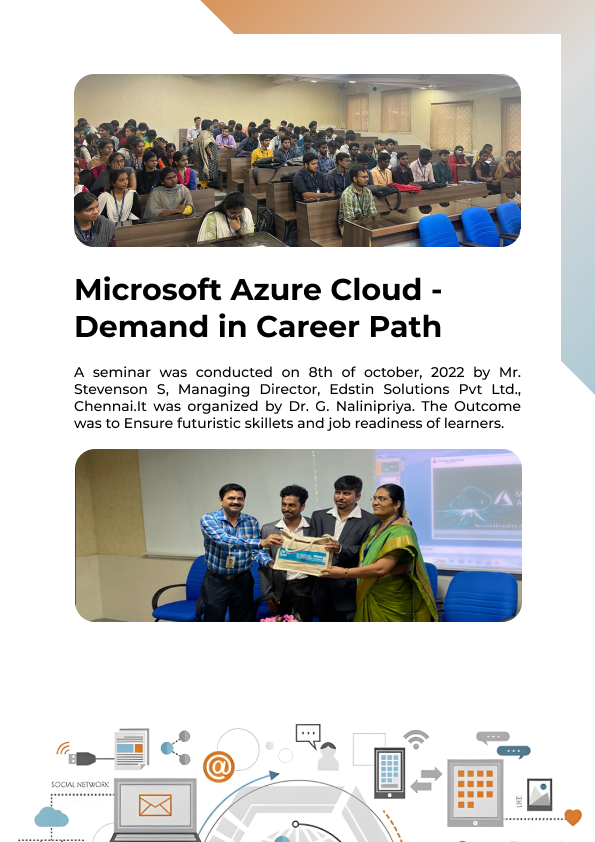 Microsoft Azure Cloud -
Demand in Career Path
A seminar was conducted on 8th of october, 2022 by Mr.
Stevenson S, Managing Director, Edstin Solutions Pvt Ltd.,
Chennai.It was organized by Dr. G. Nalinipriya. The Outcome
was to Ensure futuristic skillets and job readiness of learners.
SOCIAL NETWORK
@
LIKE